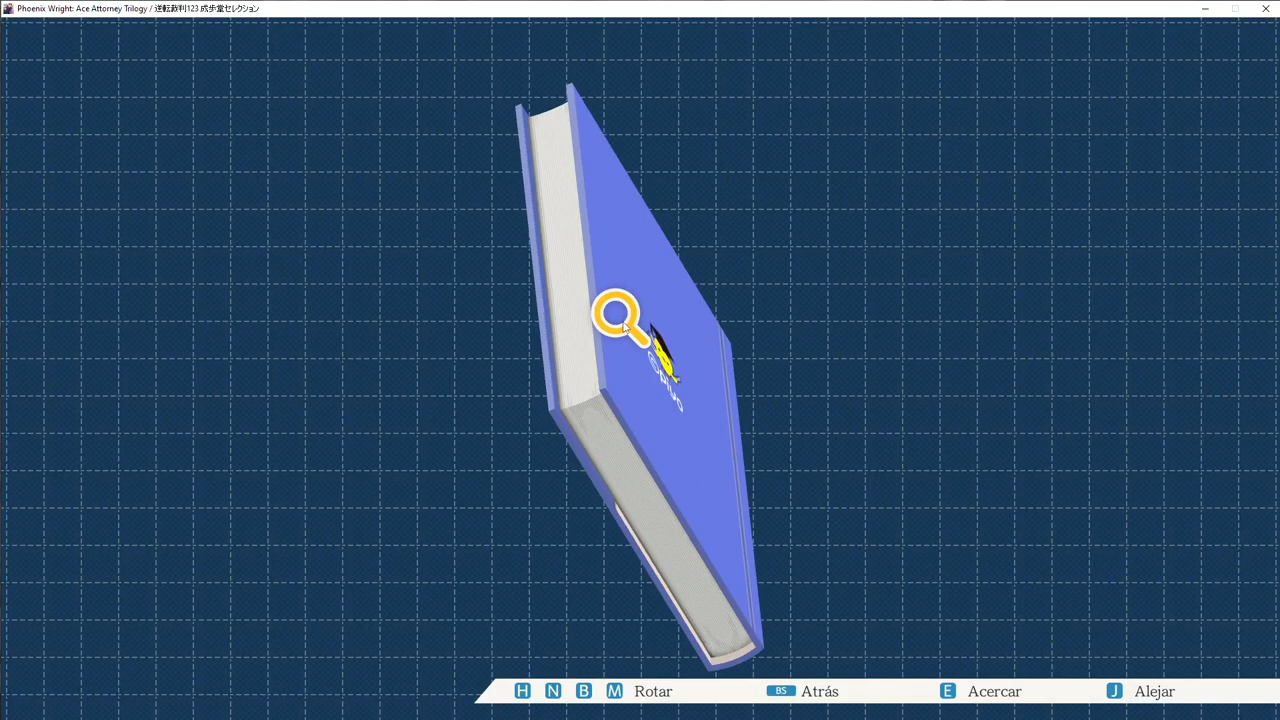 Phoenix Wright: Ace Attorney Trilogy / 逆転裁判123 成歩堂セレクション
H N B M Rotar BS Atrás E Acercar J Alejar